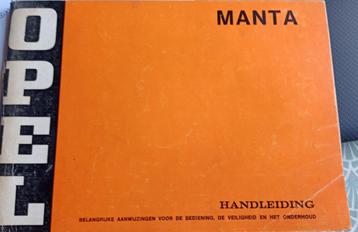 OPEL
MANTA
HANDLEIDING
BELANGRIJKE AANWIJZINGEN VOOR DE BEDIENING, DE VEILIGHEID EN HET ONDERHOUD